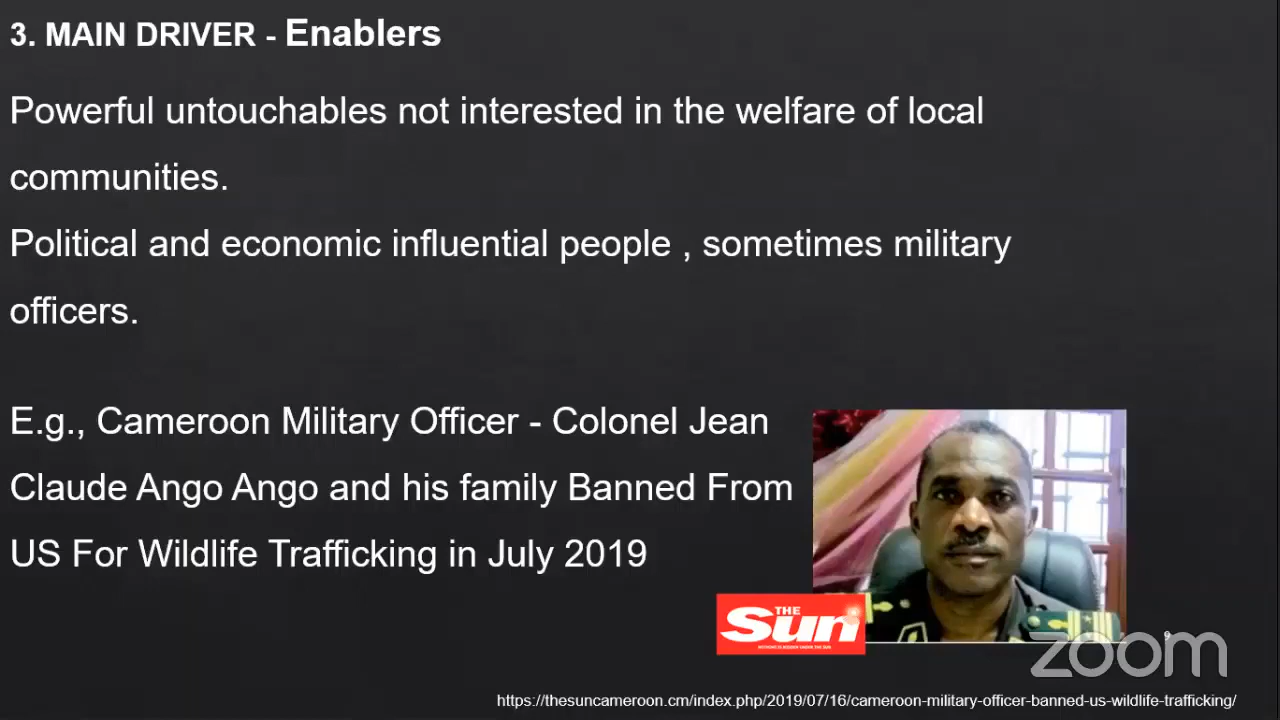 3. MAIN DRIVER - Enablers
Powerful untouchables not interested in the welfare of local
communities.
Political and economic influential people , sometimes military
officers.
E.g., Cameroon Military Officer - Colonel Jean
Claude Ango Ango and his family Banned From
US For Wildlife Trafficking in July 2019
THE
Sun
9
zoom
https://thesuncameroon.cm/index.php/2019/07/16/cameroon-military-officer-banned-us-wildlife-trafficking/